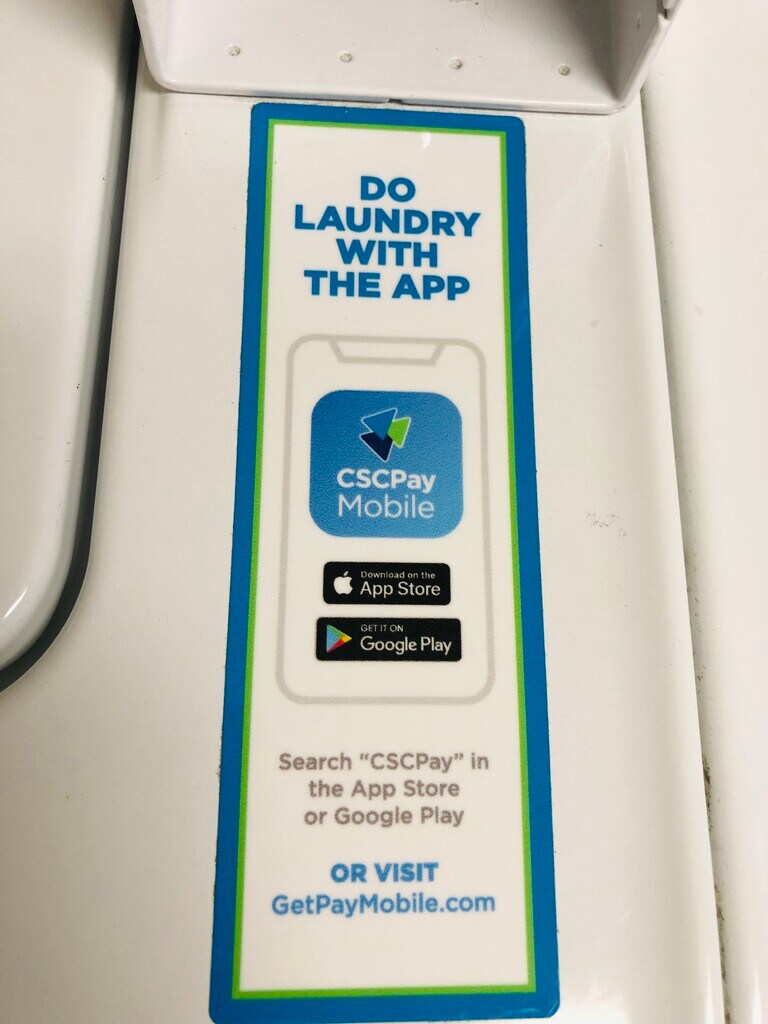 DO
LAUNDRY
WITH
THE APP
CSCPay
Mobile
Download on the
App Store
GET IT ON
Google Play
Search “CSCPay” in
the App Store
or Google Play
OR VISIT
GetPayMobile.com